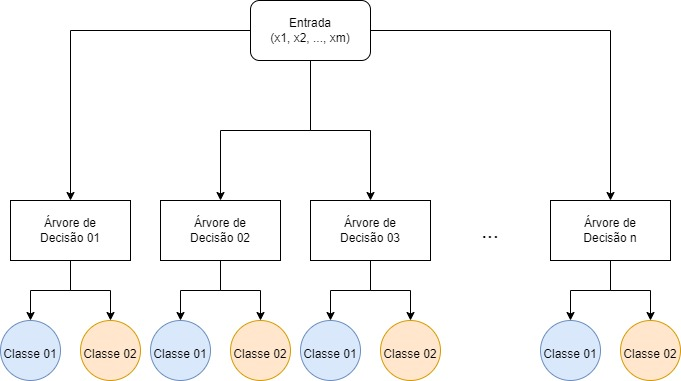 Entrada
(x1, x2, ..., xm)
Árvore de
Decisão 01
Árvore de
Decisão 02
Árvore de
Decisão 03
...
Árvore de
Decisão n
Classe 01
Classe 02
Classe 01
Classe 02
Classe 01
Classe 02
Classe 01
Classe 02